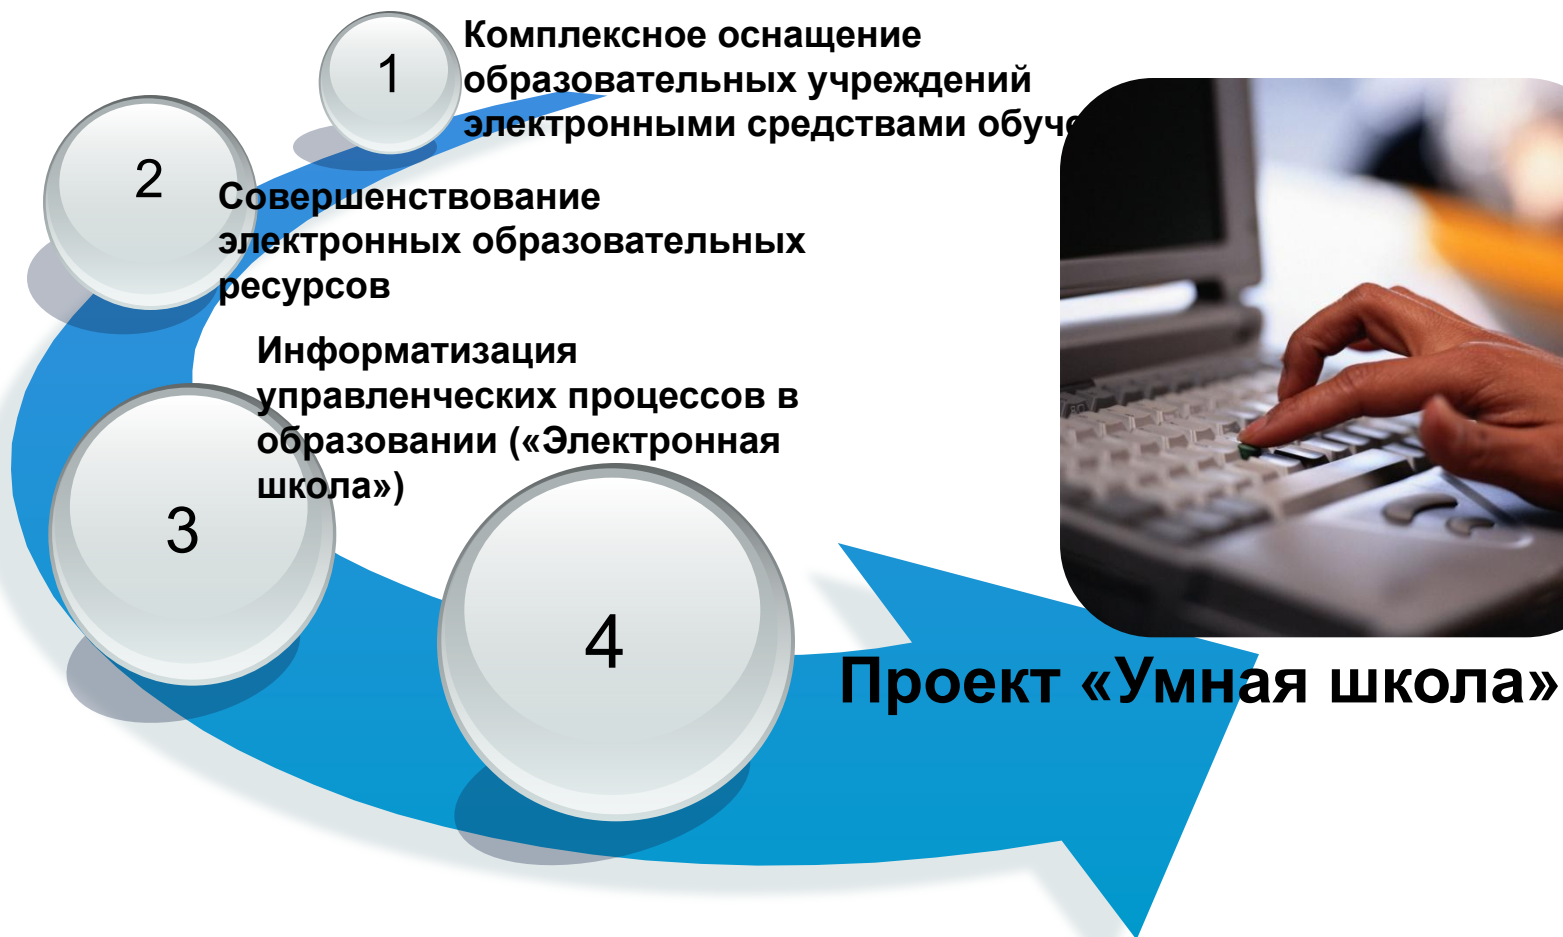 1
Комплексное оснащение
образовательных учреждений
электронными средствами
2
Совершенствование
электронных образовательных
ресурсов
Информатизация
управленческих процессов в
образовании («Электронная
школа»)
3
4
Проект «Умная школа»